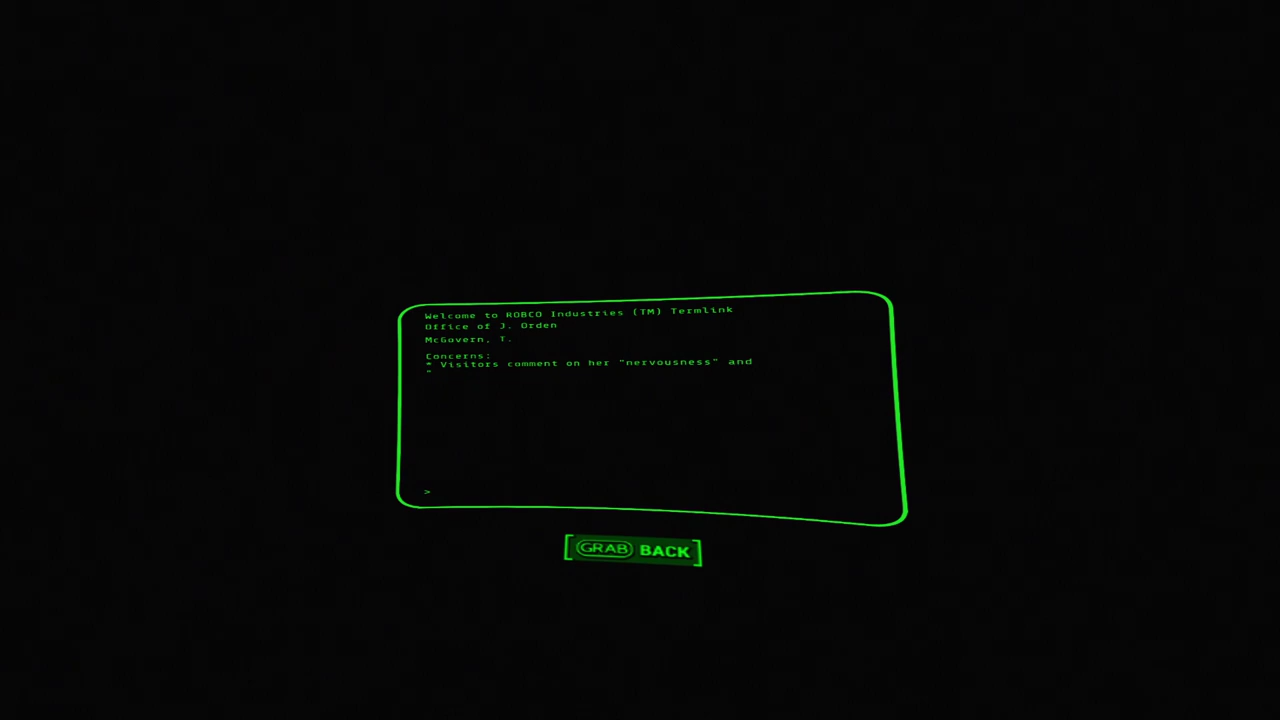 Welcome to ROBCO Industries (TM) Termlink
Office of J. Orden
McGovern, T.
Concerns:
* Visitors comment on her "nervousness" and
"
>
GRAB BACK